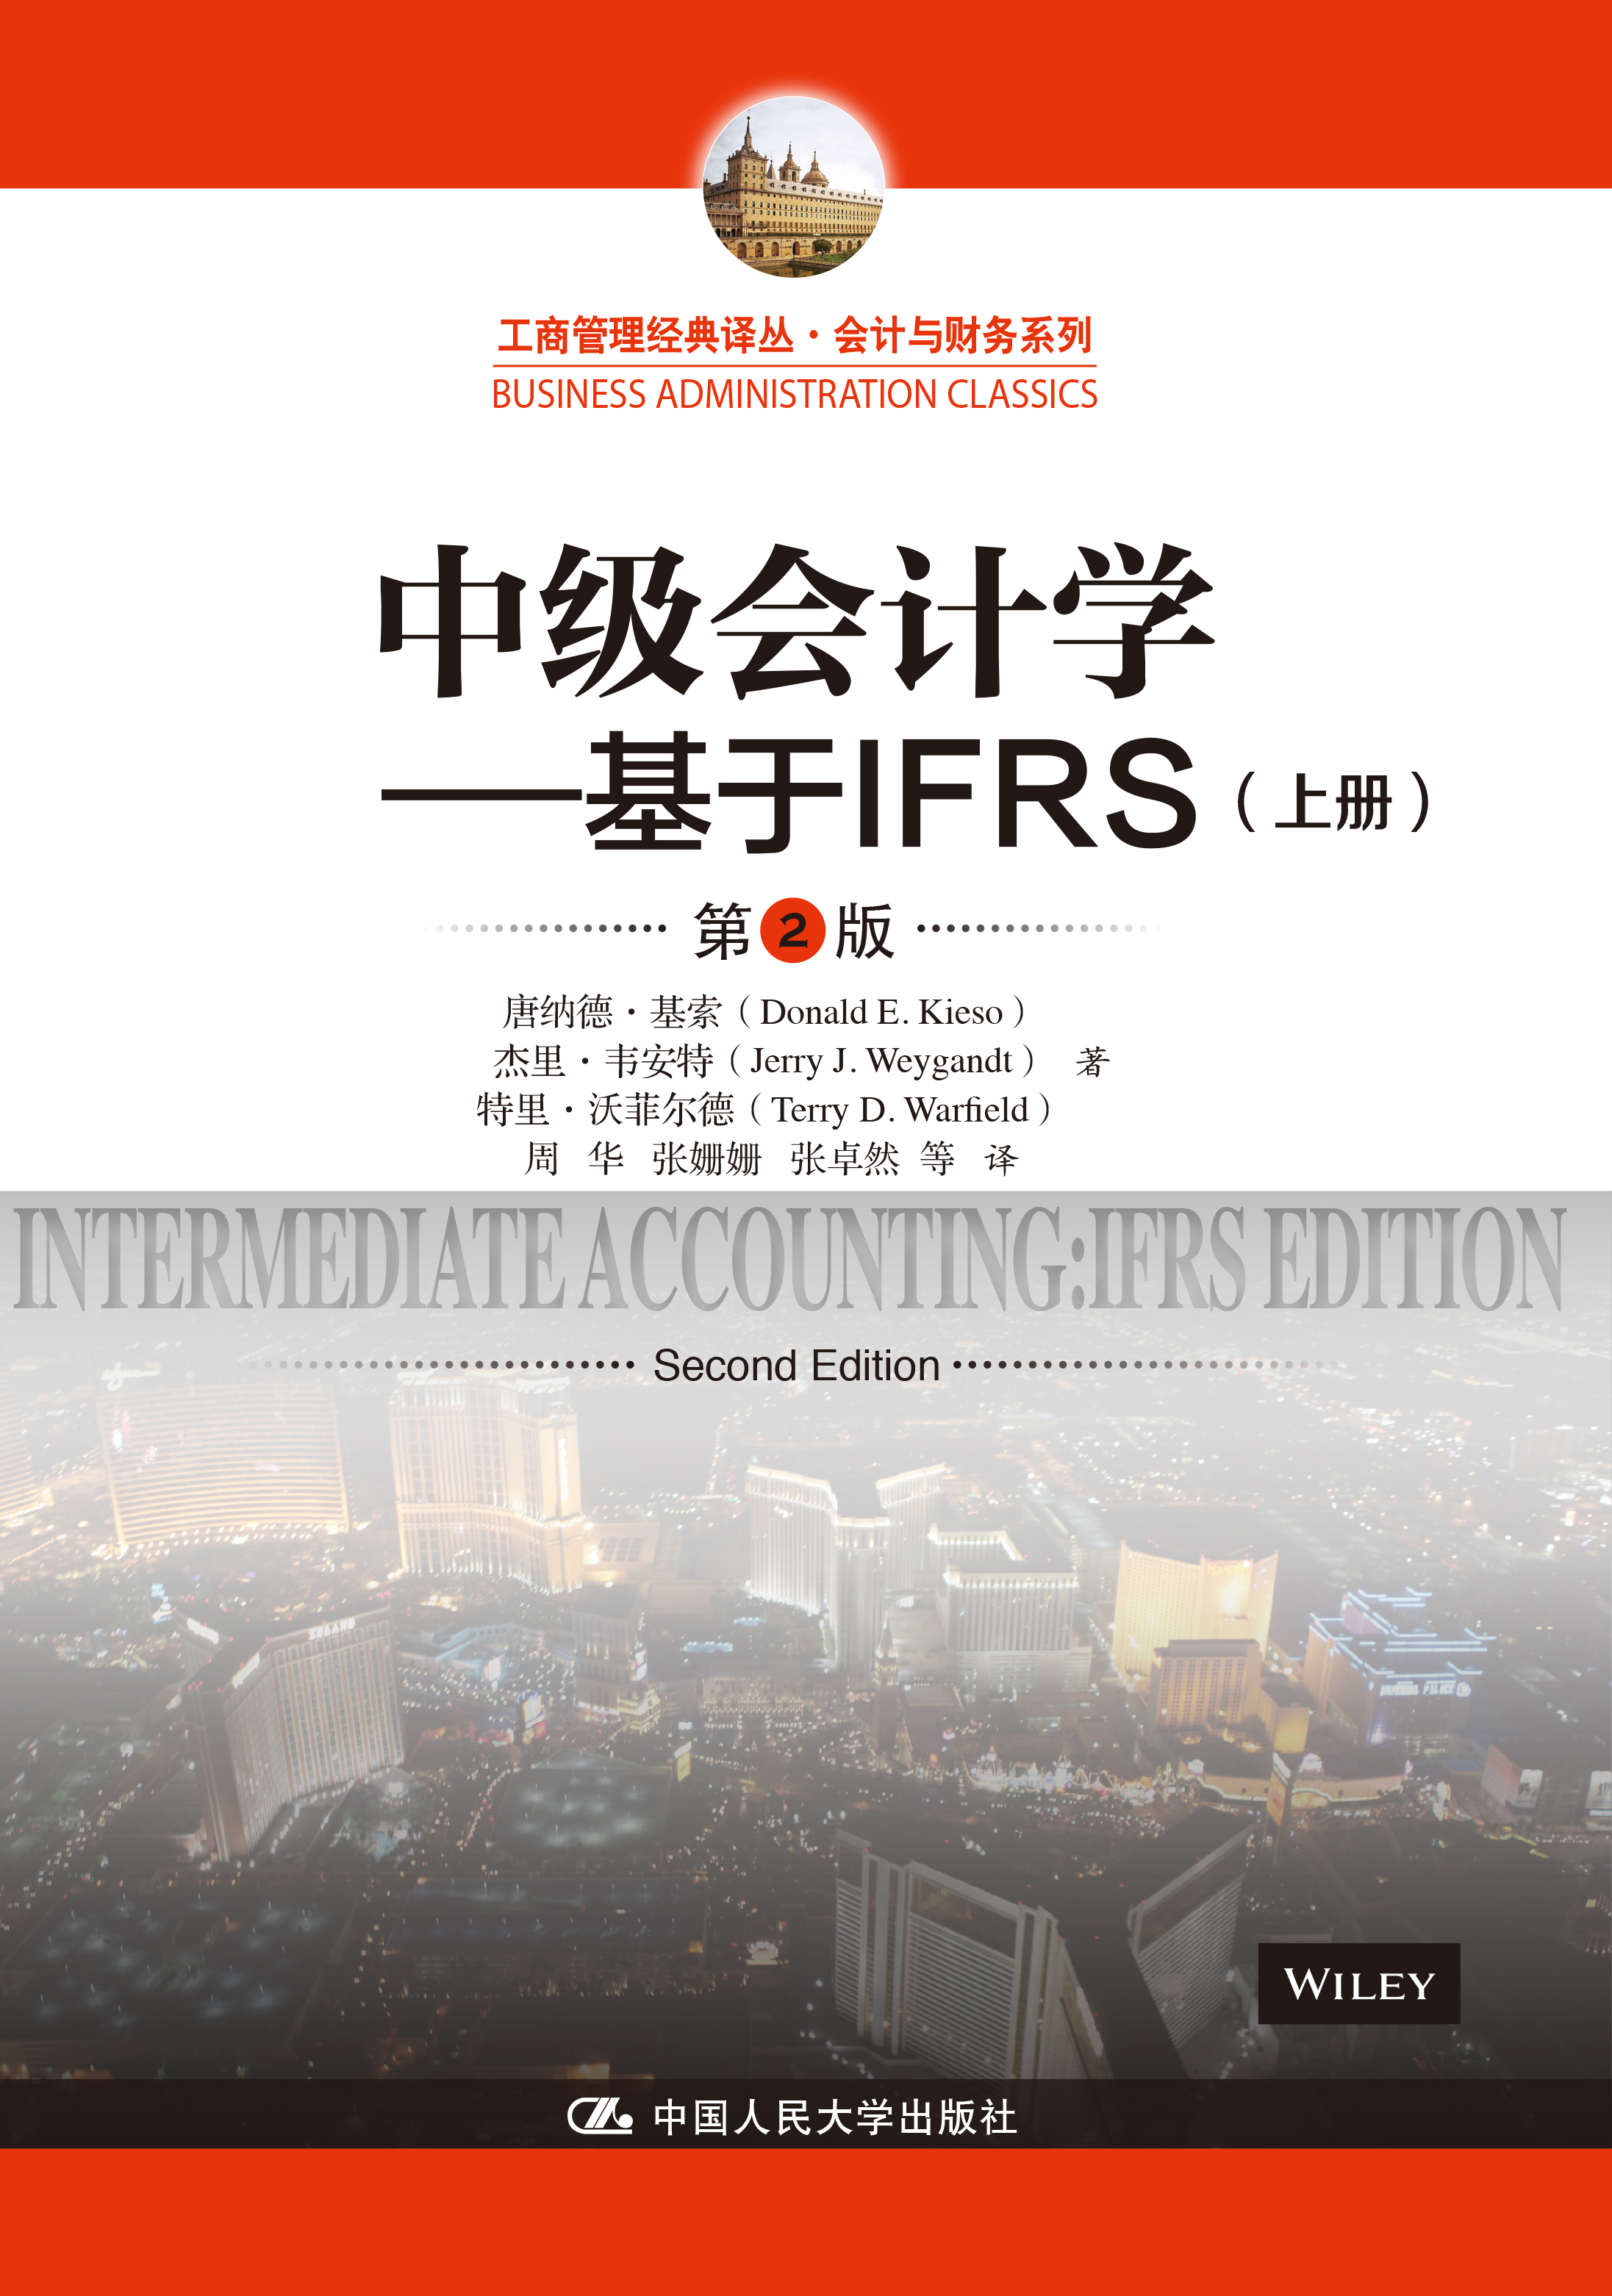 工商管理经典译丛·会计与财务系列
BUSINESS ADMINISTRATION CLASSICS
中级会计学
——基于IFRS（上册）
第2版
唐纳德·基索（Donald E. Kieso）
杰里·韦安特（Jerry J. Weygandt） 著
特里·沃菲尔德（Terry D. Warfield）
周 华 张姗姗 张卓然 等 译
INTERMEDIATE ACCOUNTING:IFRS EDITION
Second Edition
WILEY
中国人民大学出版社